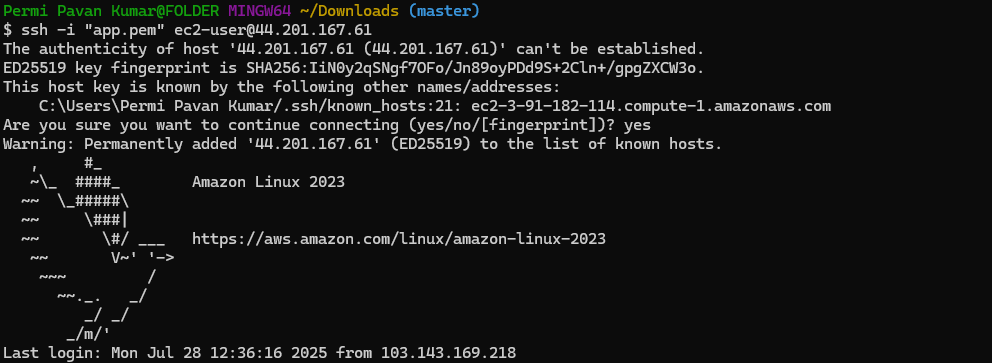 Permi Pavan Kumar@FOLDER MINGW64 ~/Downloads (master)
$ ssh -i "app.pem" ec2-user@44.201.167.61
The authenticity of host '44.201.167.61 (44.201.167.61)' can't be established.
ED25519 key fingerprint is SHA256:IiN0y2qSNgf7OFo/Jn89oyPDd9S+2Cln+/gpgZXCW3o.
This host key is known by the following other names/addresses:
    C:\Users\Permi Pavan Kumar/.ssh/known_hosts:21: ec2-3-91-182-114.compute-1.amazonaws.com
Are you sure you want to continue connecting (yes/no/[fingerprint])? yes
Warning: Permanently added '44.201.167.61' (ED25519) to the list of known hosts.
   ,     #_
   ~\_  ####_        Amazon Linux 2023
  ~~  \_#####\
  ~~     \###|
  ~~       \#/ ___   https://aws.amazon.com/linux/amazon-linux-2023
   ~~       V~' '->
    ~~~         /
      ~~._.   _/
         _/ _/
       _/m/'
Last login: Mon Jul 28 12:36:16 2025 from 103.143.169.218